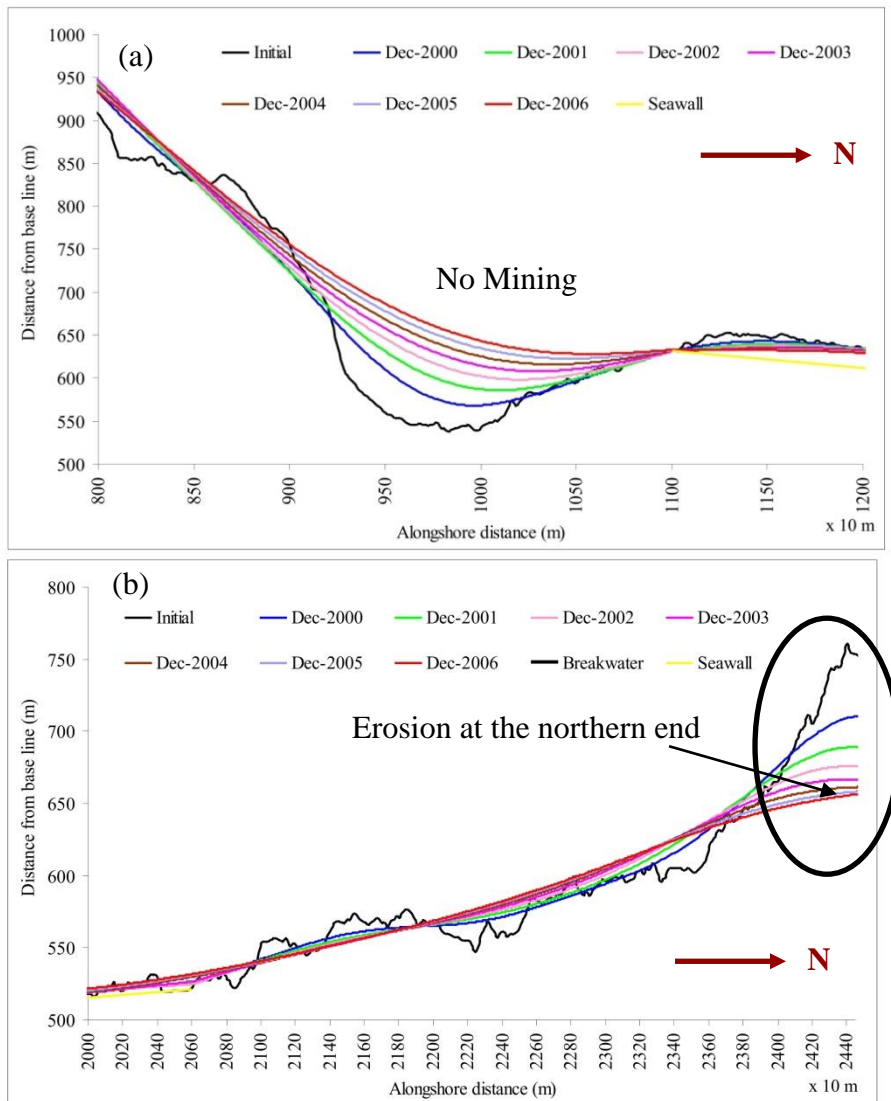 (a)
Initial Dec-2000 Dec-2001 Dec-2002 Dec-2003
Dec-2004 Dec-2005 Dec-2006 Seawall
N
No Mining
Distance from base line (m)
1000
950
900
850
800
750
700
650
600
550
500
800 850 900 950 1000 1050 1100 1150 1200
x 10 m
Alongshore distance (m)
(b)
Initial Dec-2000 Dec-2001 Dec-2002 Dec-2003
Dec-2004 Dec-2005 Dec-2006 Breakwater Seawall
Erosion at the northern end
N
Distance from base line (m)
800
750
700
650
600
550
500
2000 2020 2040 2060 2080 2100 2120 2140 2160 2180 2200 2220 2240 2260 2280 2300 2320 2340 2360 2380 2400 2420 2440
Alongshore distance (m)
x 10 m